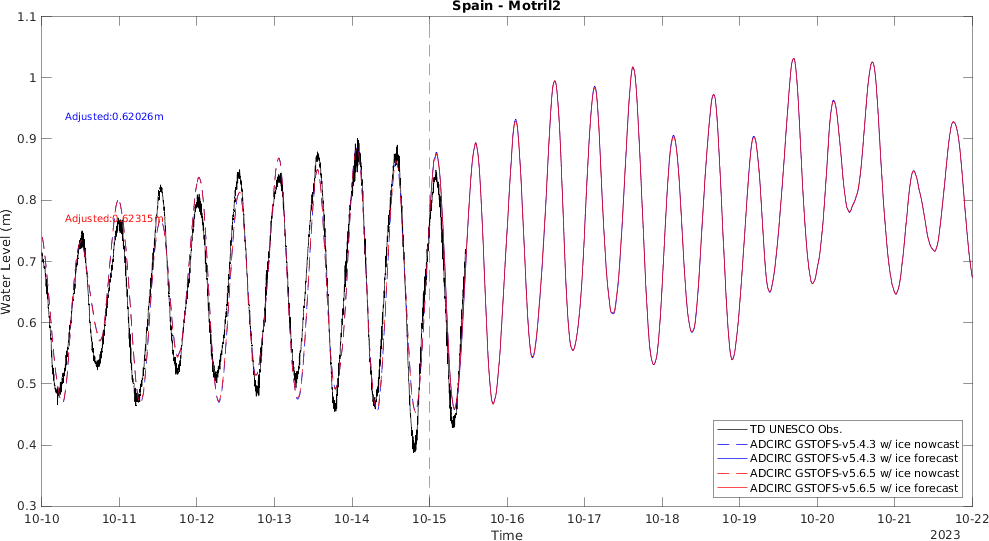 Spain - Motril2
1.1
1
0.9
0.8
0.7
0.6
0.5
0.4
0.3
Water Level (m)
Adjusted:0.62026m
Adjusted:0.62315m
TD UNESCO Obs.
ADCIRC GSTOFS-v5.4.3 w/ ice nowcast
ADCIRC GSTOFS-v5.4.3 w/ ice forecast
ADCIRC GSTOFS-v5.6.5 w/ ice nowcast
ADCIRC GSTOFS-v5.6.5 w/ ice forecast
10-10 10-11 10-12 10-13 10-14 10-15 10-16 10-17 10-18 10-19 10-20 10-21 10-22
Time
2023